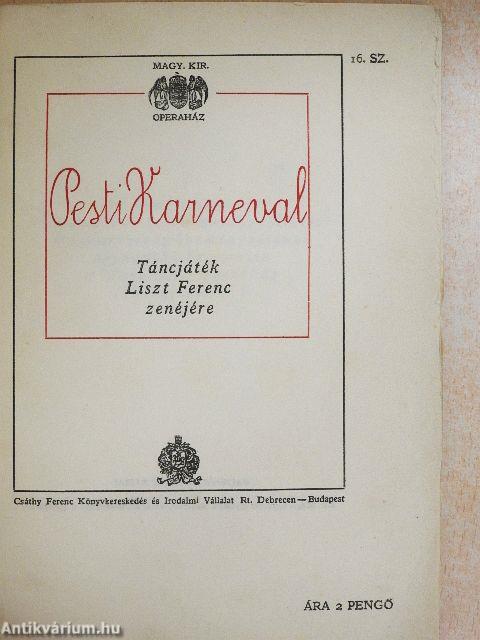 16. SZ.
MAGY. KIR.
OPERAHÁZ
Pesti Karneval
Táncjáték
Liszt Ferenc
zenéjére
Csáthy Ferenc Könyvkereskedés és Irodalmi Vállalat Rt. Debrecen—Budapest
ÁRA 2 PENGŐ
Antikvárium.hu